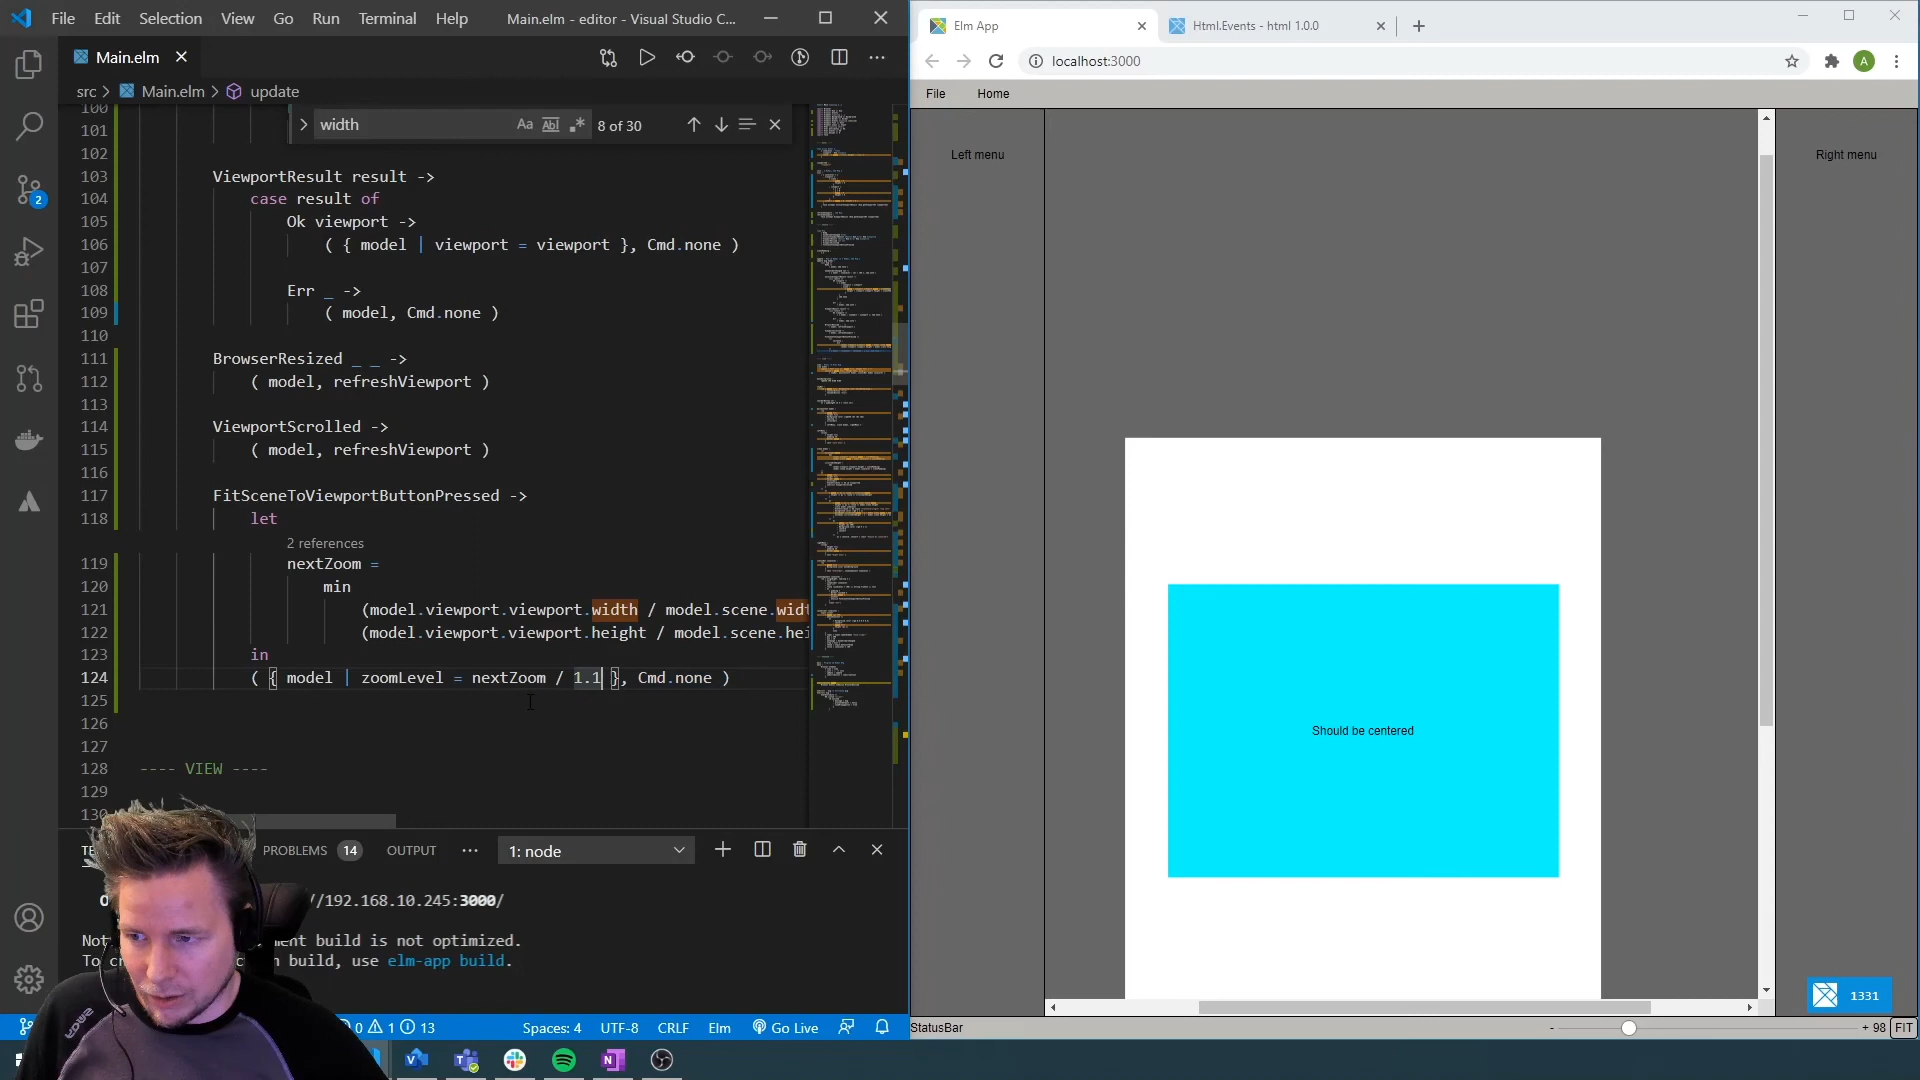 File Edit Selection View Go Run Terminal Help Main.elm - editor - Visual Studio C...
Main.elm
src > Main.elm > update
width
Aa Abl .* 8 of 30
100
101
102
103 ViewportResult result ->
104 case result of
105 Ok viewport ->
106 ( { model | viewport = viewport }, Cmd.none )
107
108 Err _ ->
109 ( model, Cmd.none )
110
111 BrowserResized _ _ ->
112 ( model, refreshViewport )
113
114 ViewportScrolled ->
115 ( model, refreshViewport )
116
117 FitSceneToViewportButtonPressed ->
118 let
2 references
119 nextZoom =
120 min
121 (model.viewport.viewport.width / model.scene.widt
122 (model.viewport.viewport.height / model.scene.hei
123 in
124 ( { model | zoomLevel = nextZoom / 1.1 }, Cmd.none )
125
126
127
128 ---- VIEW ----
129
130
PROBLEMS 14 OUTPUT ... 1: node
//192.168.10.245:3000/
ment build is not optimized.
n build, use elm-app build.
2
0 1 13 Spaces: 4 UTF-8 CRLF Elm Go Live
Elm App
Html.Events - html 1.0.0
localhost:3000
A
File Home
Left menu
Right menu
Should be centered
1331
StatusBar
- + 98 FIT